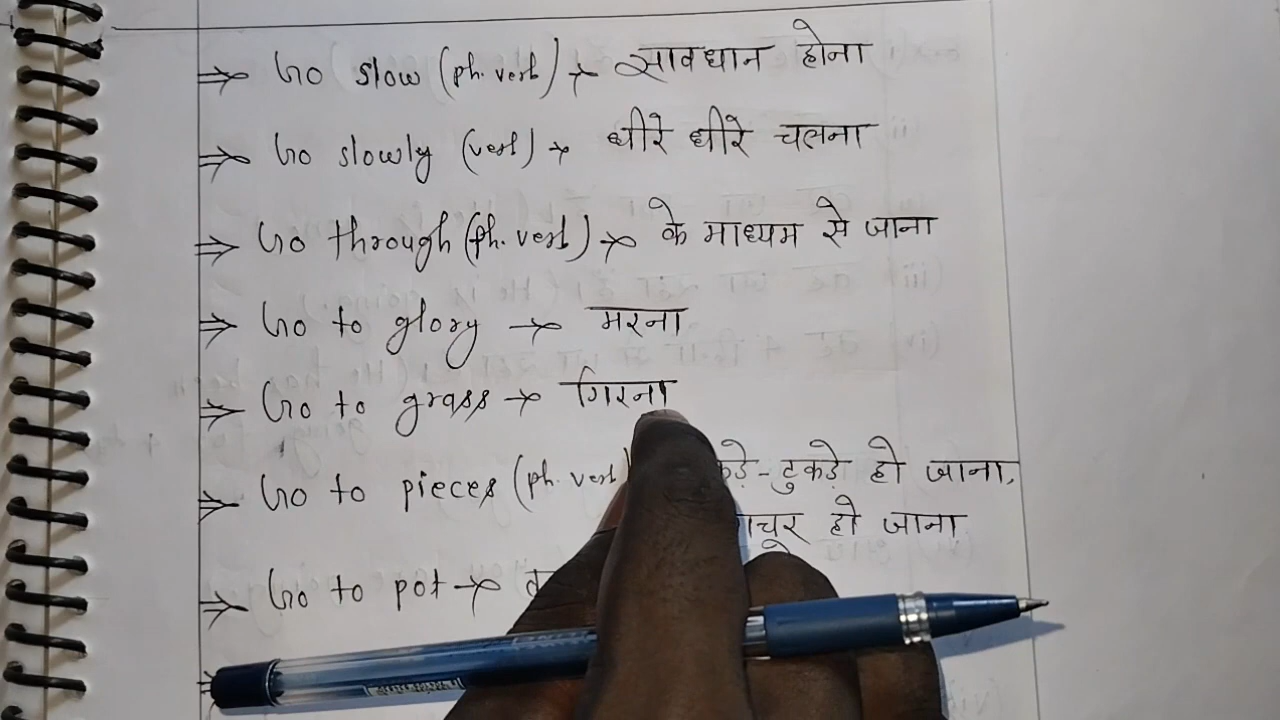 ⇒ Go slow (ph. verb) → सावधान होना
⇒ Go slowly (verb) → धीरे धीरे चलना
⇒ Go through (ph. verb) → के माध्यम से जाना
⇒ Go to glory → मरना
⇒ Go to grass → गिरना
⇒ Go to pieces (ph. verb) टुकड़े हो जाना,
हो जाना
⇒ Go to pot →